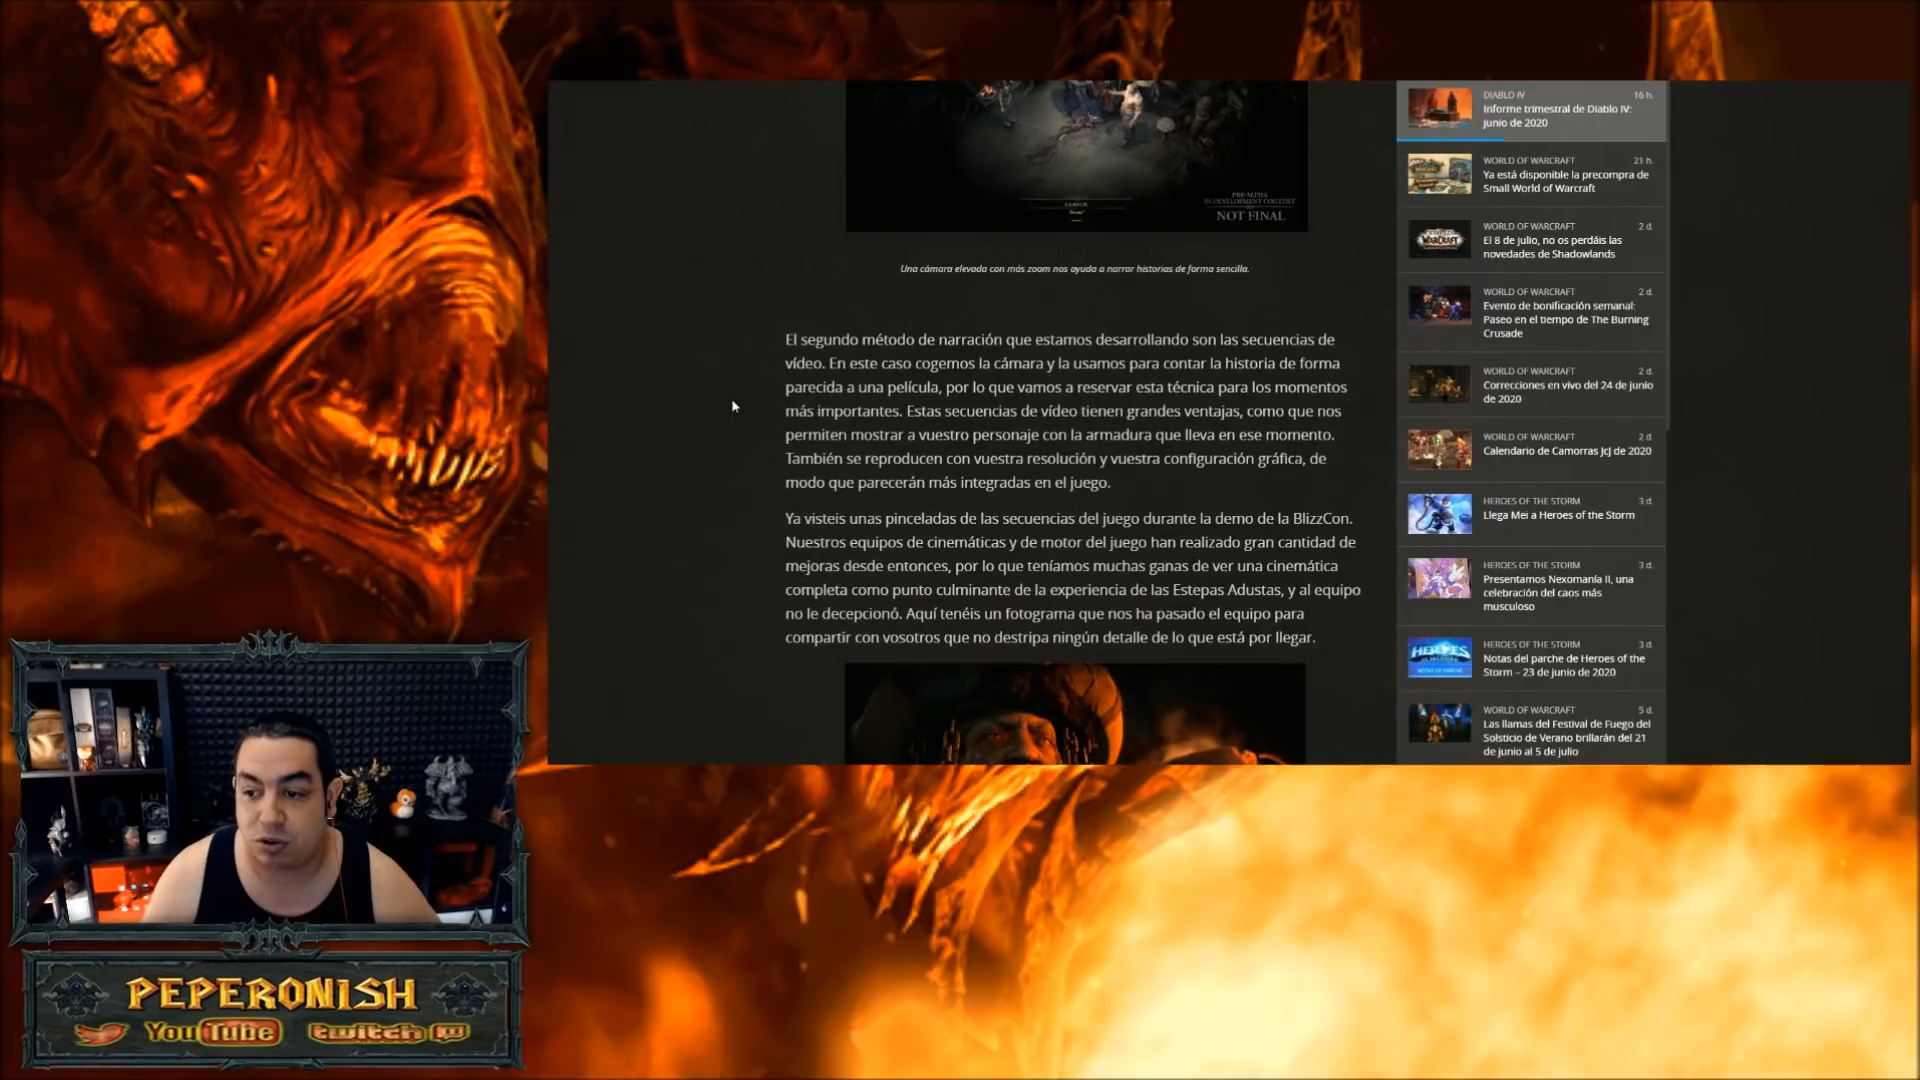 PRE-ALPHA
IN DEVELOPMENT CONTENT
NOT FINAL
Una cámara elevada con más zoom nos ayuda a narrar historias de forma sencilla.
El segundo método de narración que estamos desarrollando son las secuencias de
vídeo. En este caso cogemos la cámara y la usamos para contar la historia de forma
parecida a una película, por lo que vamos a reservar esta técnica para los momentos
más importantes. Estas secuencias de vídeo tienen grandes ventajas, como que nos
permiten mostrar a vuestro personaje con la armadura que lleva en ese momento.
También se reproducen con vuestra resolución y vuestra configuración gráfica, de
modo que parecerán más integradas en el juego.
Ya visteis unas pinceladas de las secuencias del juego durante la demo de la BlizzCon.
Nuestros equipos de cinemáticas y de motor del juego han realizado gran cantidad de
mejoras desde entonces, por lo que teníamos muchas ganas de ver una cinemática
completa como punto culminante de la experiencia de las Estepas Adustas, y al equipo
no le decepcionó. Aquí tenéis un fotograma que nos ha pasado el equipo para
compartir con vosotros que no destripa ningún detalle de lo que está por llegar.
DIABLO IV 16 h.
Informe trimestral de Diablo IV:
junio de 2020
WORLD OF WARCRAFT 21 h.
Ya está disponible la precompra de
Small World of Warcraft
WORLD OF WARCRAFT 2 d.
El 8 de julio, no os perdáis las
novedades de Shadowlands
WORLD OF WARCRAFT 2 d.
Evento de bonificación semanal:
Paseo en el tiempo de The Burning
Crusade
WORLD OF WARCRAFT 2 d.
Correcciones en vivo del 24 de junio
de 2020
WORLD OF WARCRAFT 2 d.
Calendario de Camorras JcJ de 2020
HEROES OF THE STORM 3 d.
Llega Mei a Heroes of the Storm
HEROES OF THE STORM 3 d.
Presentamos Nexomanía II, una
celebración del caos más
musculoso
HEROES OF THE STORM 3 d.
Notas del parche de Heroes of the
Storm – 23 de junio de 2020
WORLD OF WARCRAFT 5 d.
Las llamas del Festival de Fuego del
Solsticio de Verano brillarán del 21
de junio al 5 de julio
WARCRAFT
HEROES
PEPERONISH
YouTube twitch